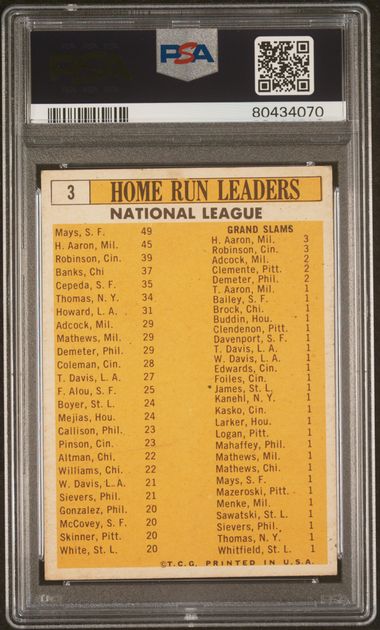 PSA
80434070
3 HOME RUN LEADERS
NATIONAL LEAGUE
Mays, S. F. 49
H. Aaron, Mil. 45
Robinson, Cin. 39
Banks, Chi 37
Cepeda, S. F. 35
Thomas, N. Y. 34
Howard, L. A. 31
Adcock, Mil. 29
Mathews, Mil. 29
Demeter, Phil. 29
Coleman, Cin. 28
T. Davis, L. A. 27
F. Alou, S. F. 25
Boyer, St. L. 24
Mejias, Hou. 24
Callison, Phil. 23
Pinson, Cin. 23
Altman, Chi. 22
Williams, Chi. 22
W. Davis, L. A. 21
Sievers, Phil. 21
Gonzalez, Phil. 20
McCovey, S. F. 20
Skinner, Pitt. 20
White, St. L. 20
GRAND SLAMS
H. Aaron, Mil. 3
Robinson, Cin. 3
Adcock, Mil. 2
Clemente, Pitt. 2
Demeter, Phil. 2
T. Aaron, Mil. 1
Bailey, S. F. 1
Brock, Chi. 1
Buddin, Hou. 1
Clendenon, Pitt. 1
Davenport, S. F. 1
T. Davis, L. A. 1
W. Davis, L. A. 1
Edwards, Cin. 1
Foiles, Cin. 1
James, St. L. 1
Kanehl, N. Y. 1
Kasko, Cin. 1
Larker, Hou. 1
Logan, Pitt. 1
Mahaffey, Phil. 1
Mathews, Mil. 1
Mathews, Chi. 1
Mays, S. F. 1
Mazeroski, Pitt. 1
Menke, Mil. 1
Sawatski, St. L. 1
Sievers, Phil. 1
Thomas, N. Y. 1
Whitfield, St. L. 1
© T.C.G. PRINTED IN U.S.A.